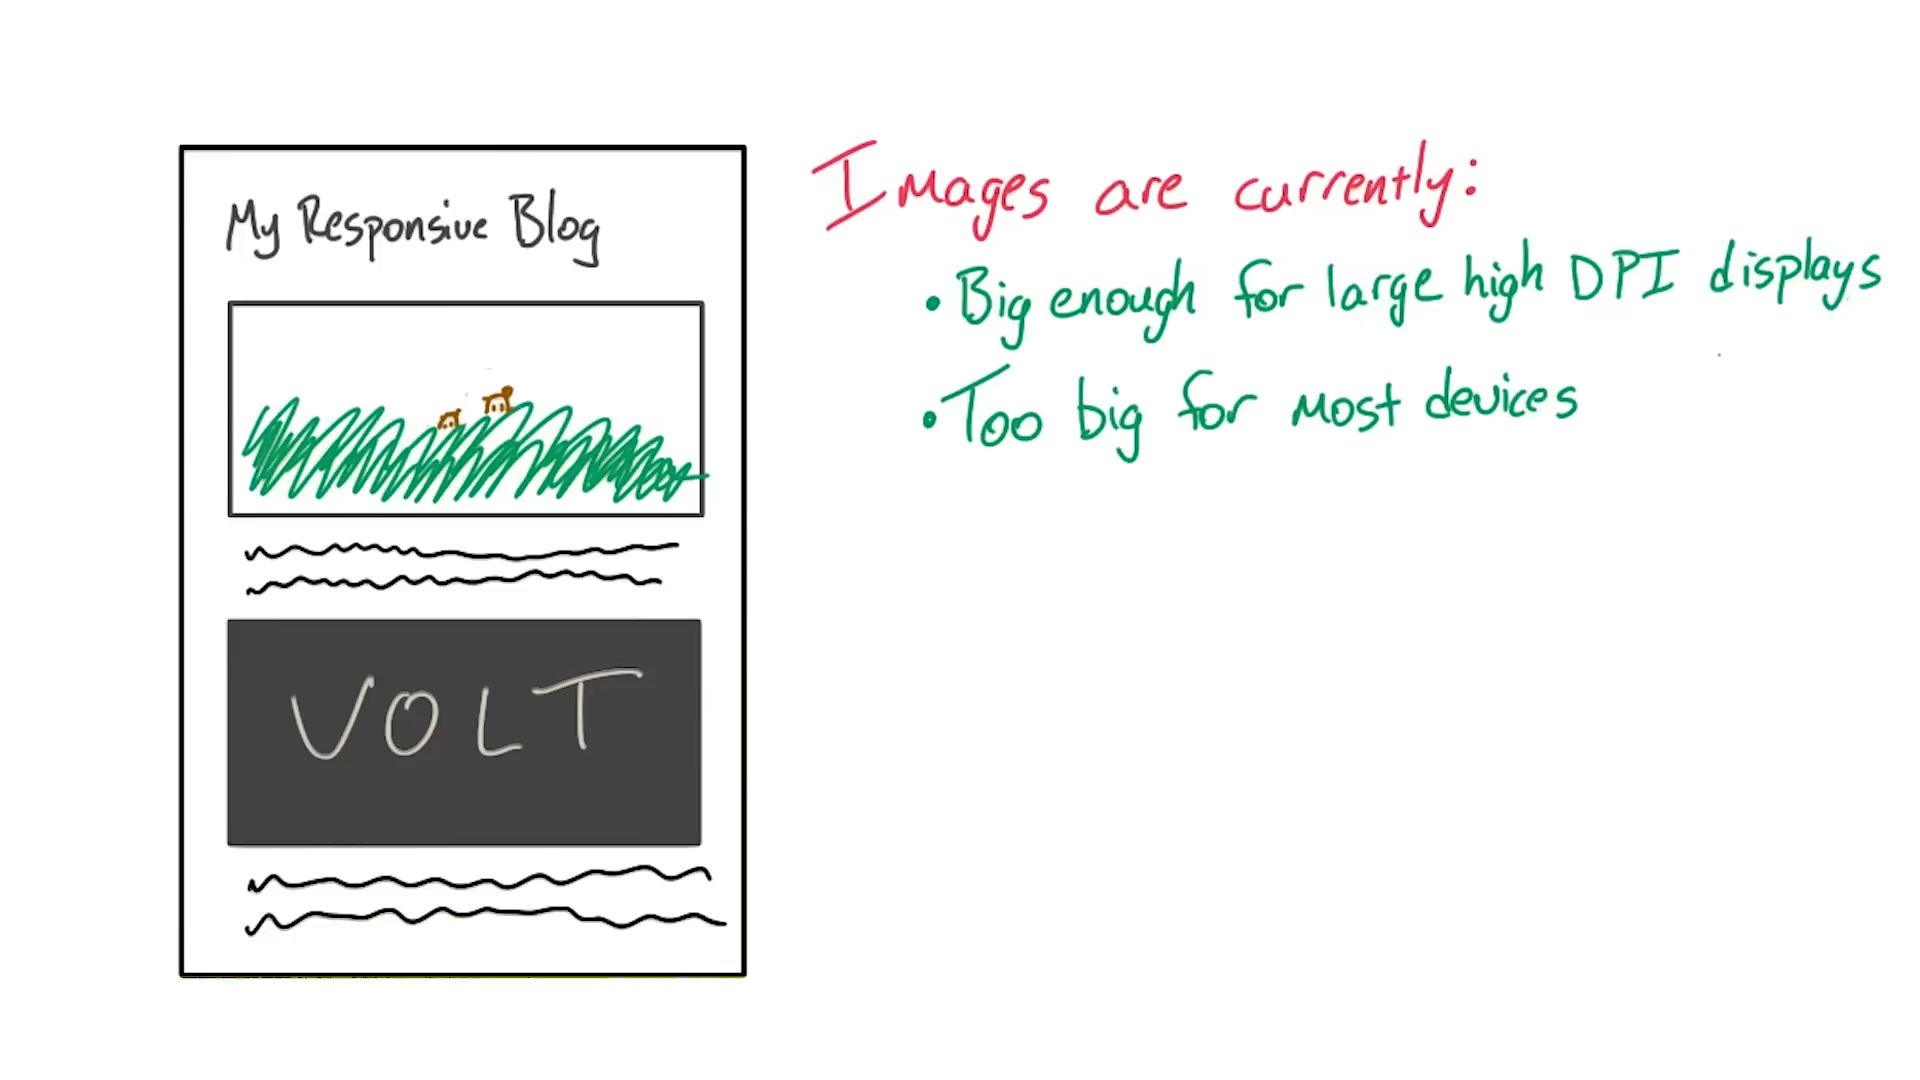 My Responsive Blog
VOLT
Images are currently:
• Big enough for large high DPI displays
• Too big for most devices